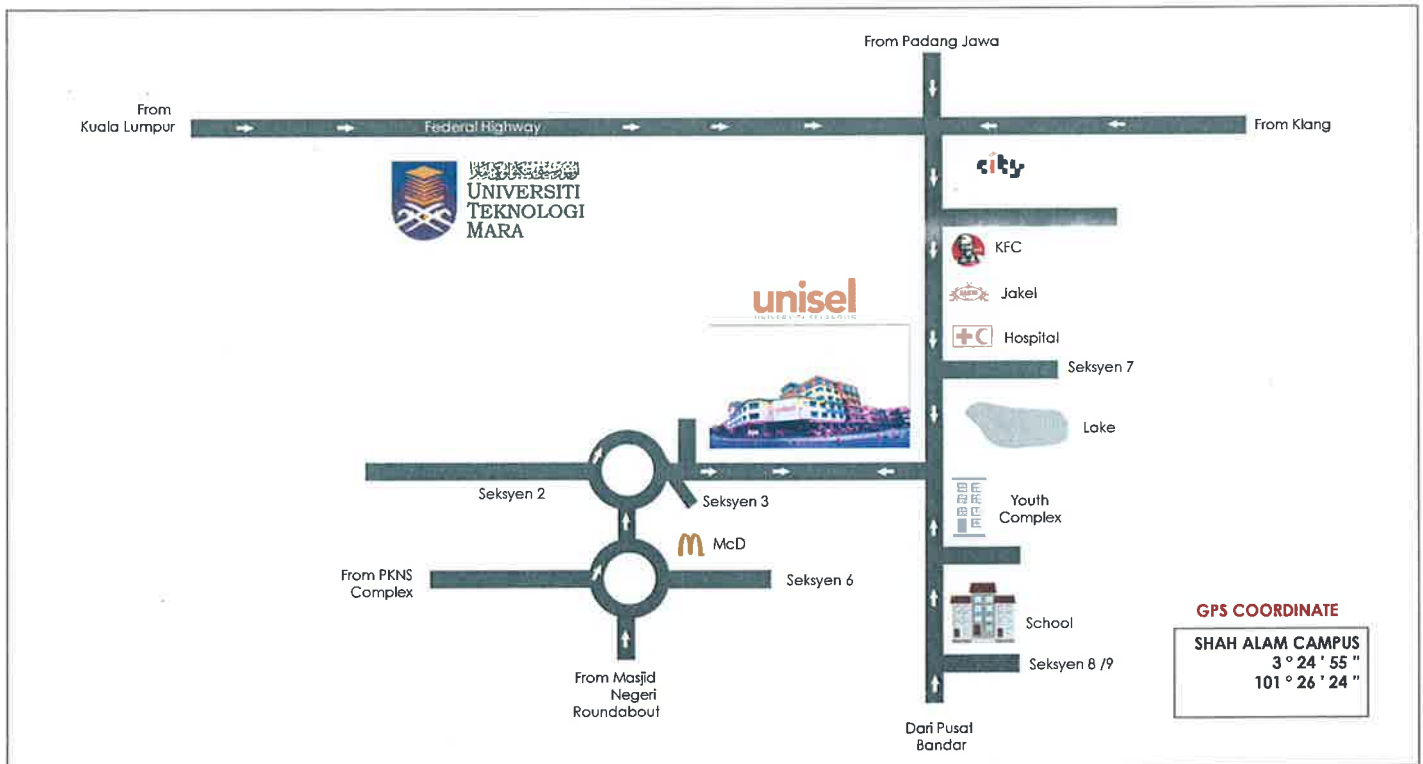 From Padang Jawa
From
Kuala Lumpur
Federal Highway
From Klang
city
UNIVERSITI
TEKNOLOGI
MARA
KFC
unisel
Jakel
Hospital
Seksyen 7
Lake
Seksyen 2
Seksyen 3
Youth
Complex
McD
From PKNS
Complex
Seksyen 6
School
GPS COORDINATE
SHAH ALAM CAMPUS
3 ° 24 ' 55 "
101 ° 26 ' 24 "
Seksyen 8 /9
From Masjid
Negeri
Roundabout
Dari Pusat
Bandar